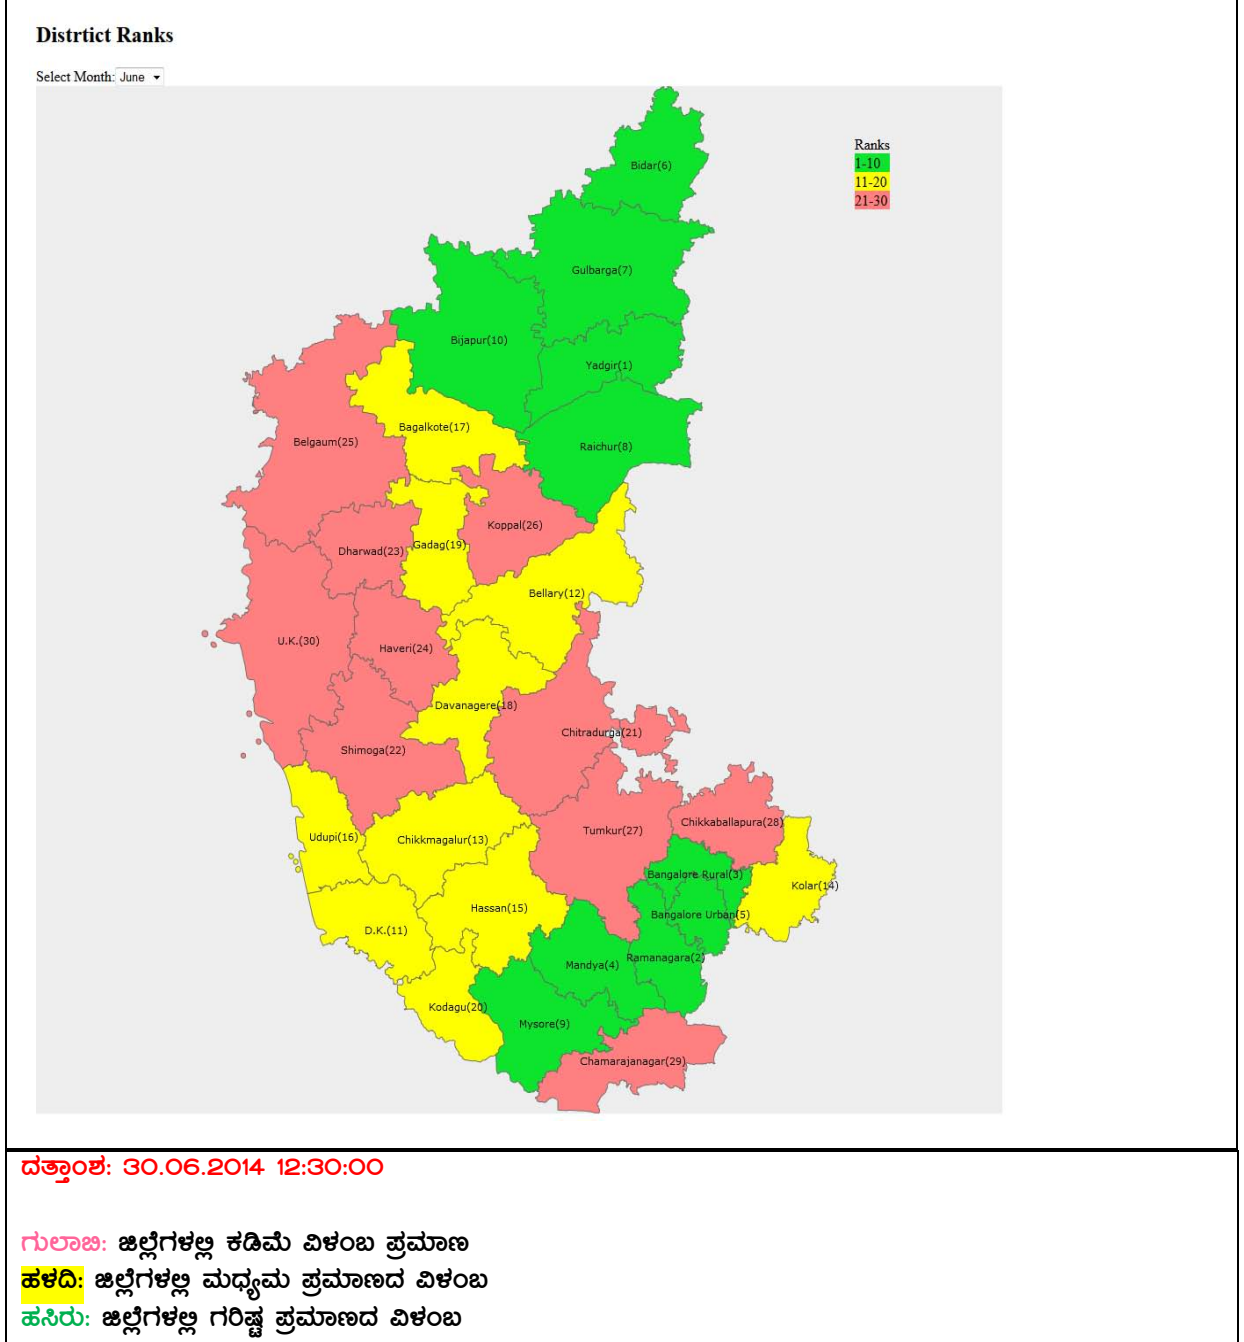 Distrtict Ranks
Select Month: June
Ranks
1-10
11-20
21-30
Bidar(6)
Gulbarga(7)
Bijapur(10)
Yadgir(1)
Bagalkote(17)
Belgaum(25)
Raichur(8)
Koppal(26)
Gadag(19)
Dharwad(23)
Bellary(12)
U.K.(30)
Haveri(24)
Davanagere(18)
Chitradurga(21)
Shimoga(22)
Chikkaballapura(28)
Tumkur(27)
Udupi(16)
Chikkmagalur(13)
Bangalore Rural(3)
Kolar(14)
Hassan(15)
Bangalore Urban(5)
D.K.(11)
Ramanagara(2)
Mandya(4)
Kodagu(20)
Mysore(9)
Chamarajanagar(29)
ದತ್ತಾಂಶ: 30.06.2014 12:30:00
ಗುಲಾಬಿ: ಜಿಲ್ಲೆಗಳಲ್ಲಿ ಕಡಿಮೆ ವಿಳಂಬ ಪ್ರಮಾಣ
ಹಳದಿ: ಜಿಲ್ಲೆಗಳಲ್ಲಿ ಮಧ್ಯಮ ಪ್ರಮಾಣದ ವಿಳಂಬ
ಹಸಿರು: ಜಿಲ್ಲೆಗಳಲ್ಲಿ ಗರಿಷ್ಟ ಪ್ರಮಾಣದ ವಿಳಂಬ